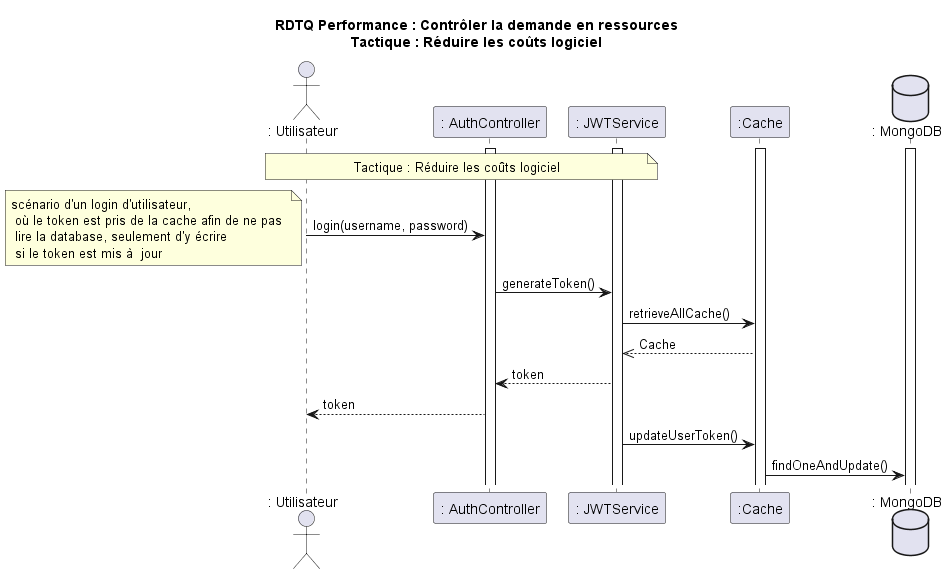 RDTQ Performance : Contrôler la demande en ressources
Tactique : Réduire les coùts logiciel
: Utilisateur
: AuthController
: JWTService
:Cache
: MongoDB
Tactique : Réduire les coûts logiciel
scénario d'un login d'utilisateur,
où le token est pris de la cache afin de ne pas
lire la database, seulement d'y écrire
si le token est mis à jour
login(username, password)
generateToken()
retrieveAllCache()
Cache
token
token
updateUserToken()
findOneAndUpdate()
: Utilisateur
: AuthController
: JWTService
:Cache
: MongoDB